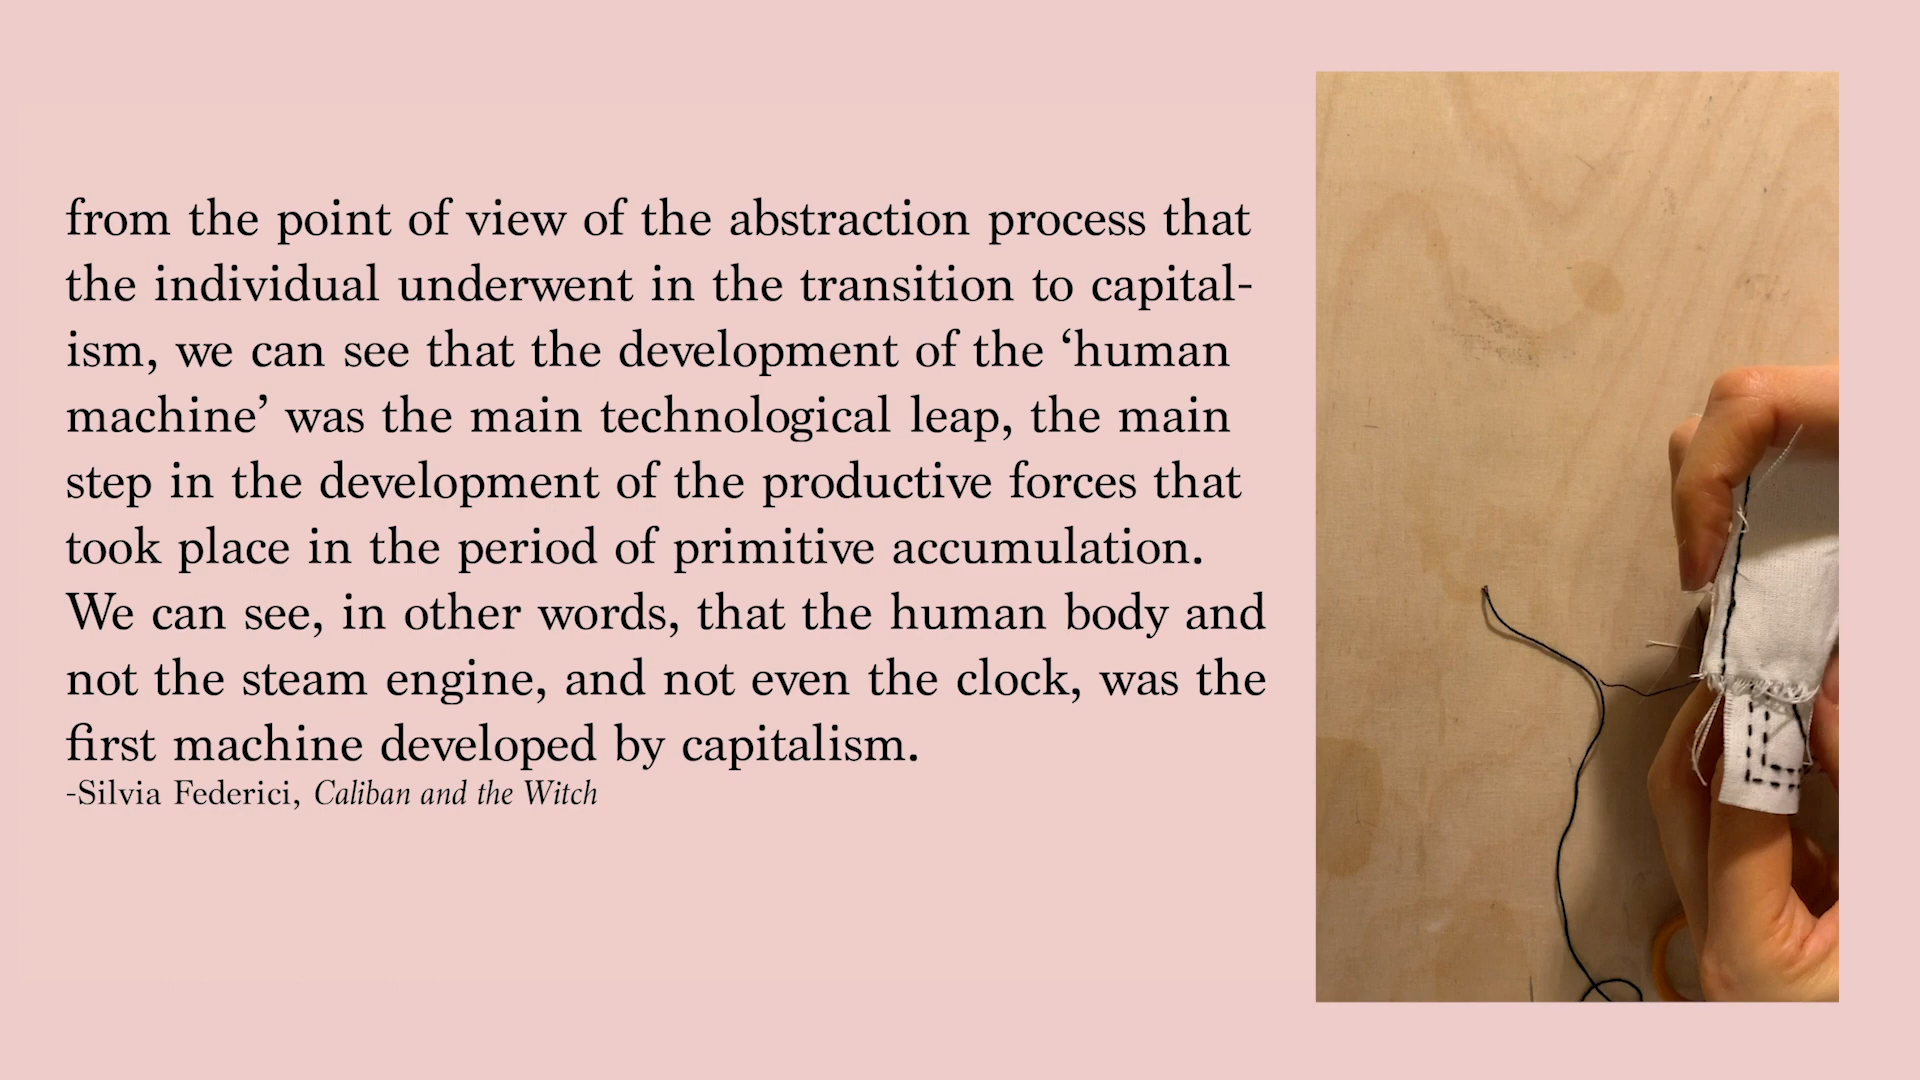 from the point of view of the abstraction process that
the individual underwent in the transition to capital-
ism, we can see that the development of the ‘human
machine’ was the main technological leap, the main
step in the development of the productive forces that
took place in the period of primitive accumulation.
We can see, in other words, that the human body and
not the steam engine, and not even the clock, was the
first machine developed by capitalism.
-Silvia Federici, Caliban and the Witch